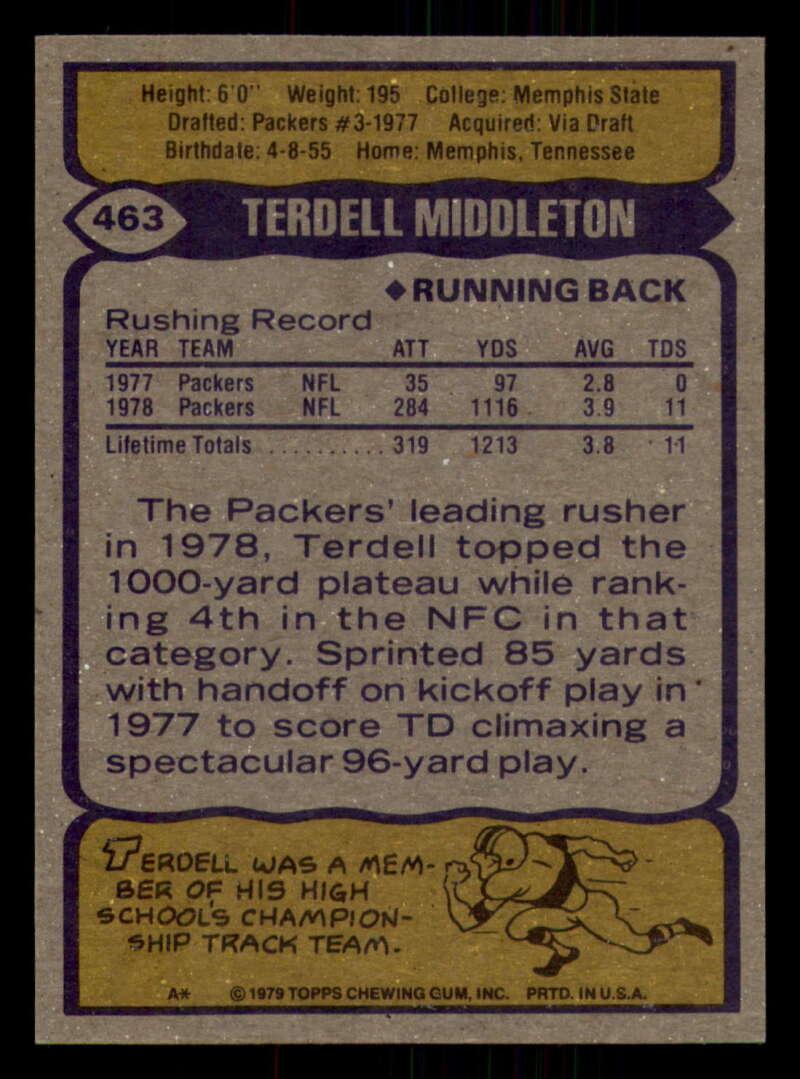 Height: 6'0" Weight: 195 College: Memphis State
Drafted: Packers #3-1977 Acquired: Via Draft
Birthdate: 4-8-55 Home: Memphis, Tennessee
463 TERDELL MIDDLETON
◆RUNNING BACK
Rushing Record
YEAR TEAM ATT YDS AVG TDS
1977 Packers NFL 35 97 2.8 0
1978 Packers NFL 284 1116 3.9 11
Lifetime Totals .......... 319 1213 3.8 11
The Packers' leading rusher
in 1978, Terdell topped the
1000-yard plateau while rank-
ing 4th in the NFC in that
category. Sprinted 85 yards
with handoff on kickoff play in
1977 to score TD climaxing a
spectacular 96-yard play.
TERDELL WAS A MEM-
BER OF HIS HIGH
SCHOOL'S CHAMPION-
SHIP TRACK TEAM.
A* © 1979 TOPPS CHEWING GUM, INC. PRTD. IN U.S.A.